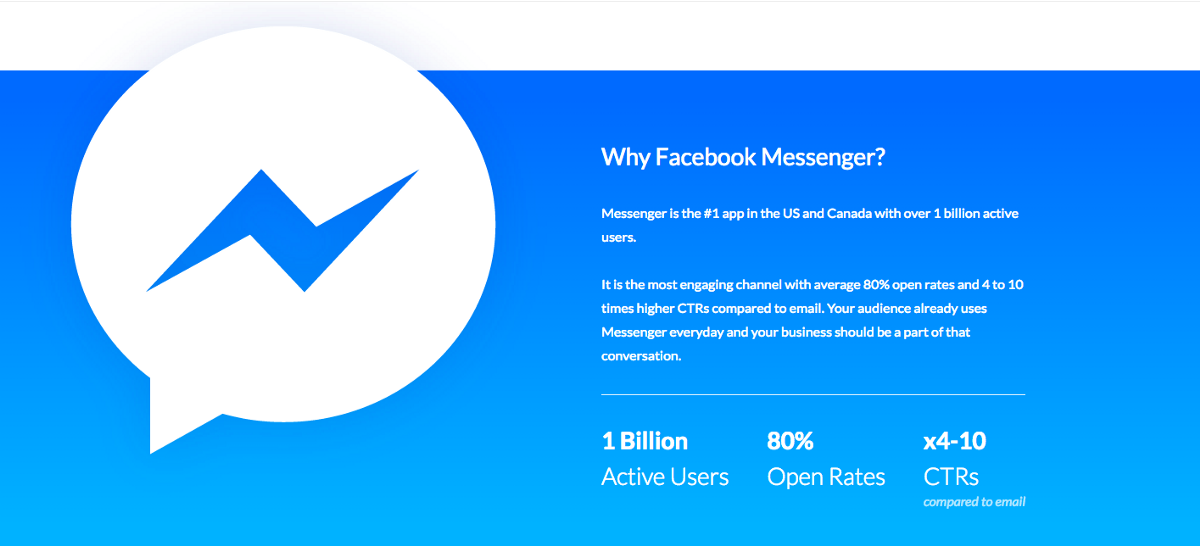 Why Facebook Messenger?
Messenger is the #1 app in the US and Canada with over 1 billion active
users.
It is the most engaging channel with average 80% open rates and 4 to 10
times higher CTRs compared to email. Your audience already uses
Messenger everyday and your business should be a part of that
conversation.
1 Billion
Active Users
80%
Open Rates
x4-10
CTRs
compared to email